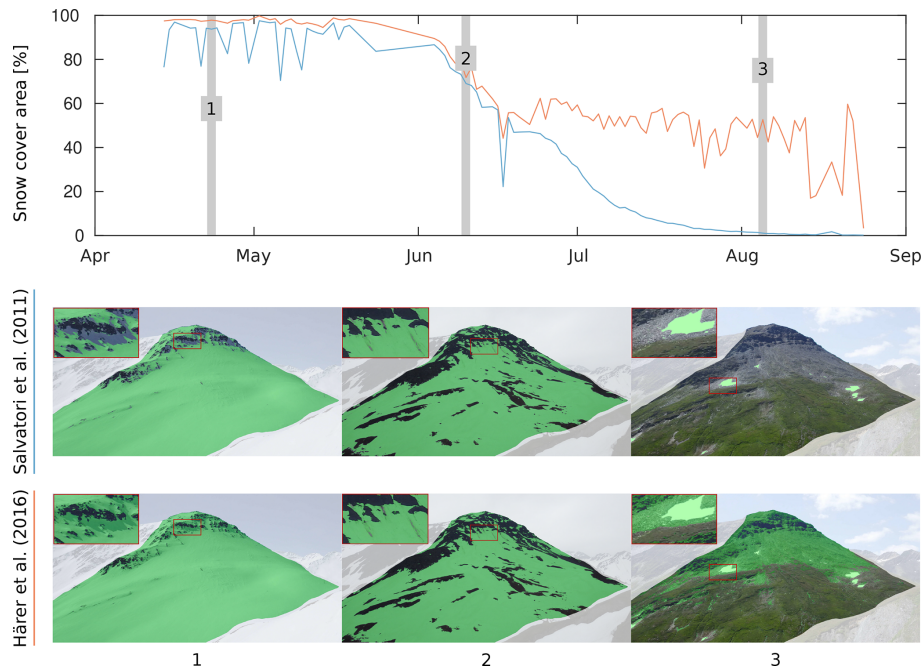 Snow cover area [%]
100
80
60
40
20
0
1
2
3
Apr
May
Jun
Jul
Aug
Sep
Salvatori et al. (2011)
Härer et al. (2016)
1
2
3